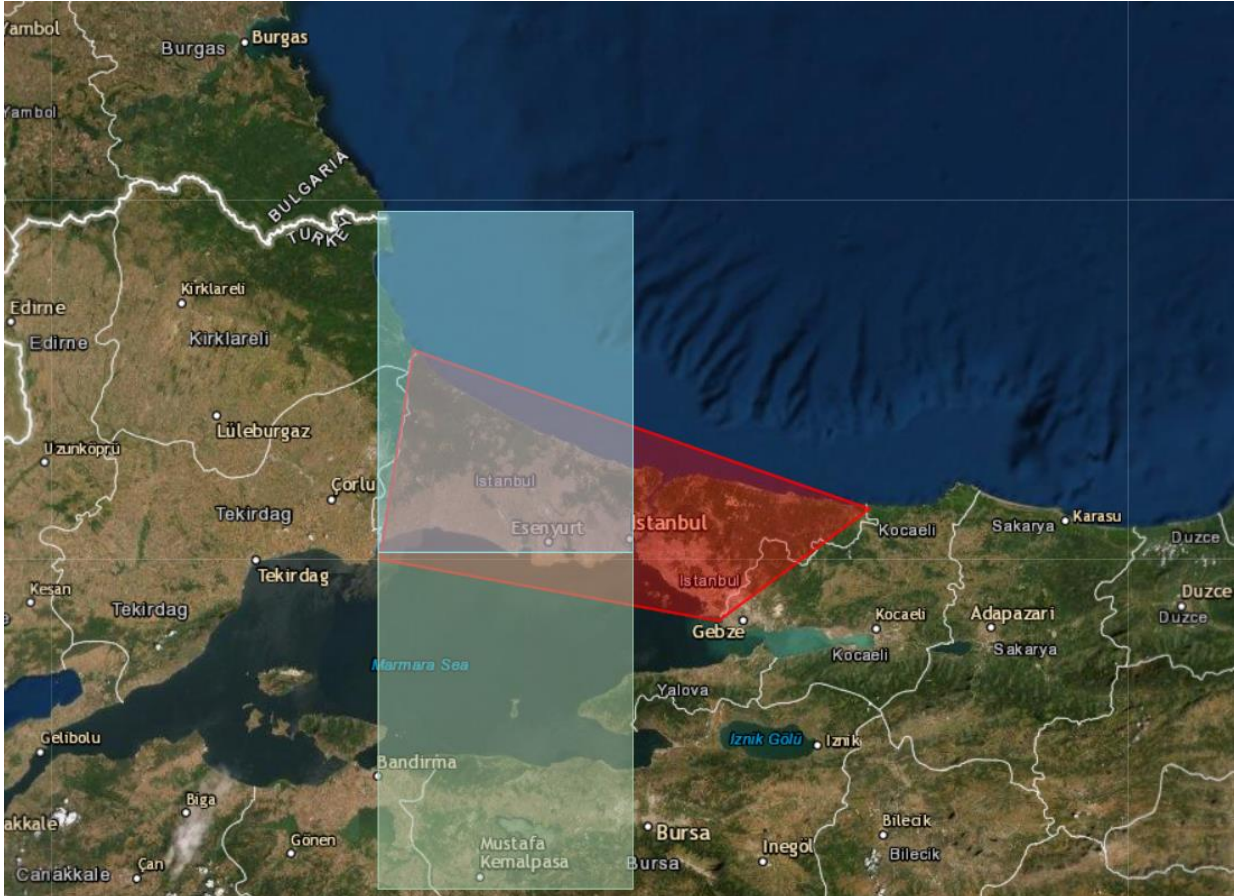 Yambol
Burgas
Burgas
Yambol
BULGARIA
TURKEY
Kirklareli
Edirne
Edirne
Kirklareli
Lüleburgaz
Uzunköprü
Çorlu
Istanbul
Tekirdag
Esenyurt
Istanbul
Kocaeli
Sakarya
Karasu
Duzce
Tekirdag
Istanbul
Kesan
Tekirdag
Duzce
Duzce
Gebze
Kocaeli
Adapazari
Kocaeli
Sakarya
Marmara Sea
Yalova
Gelibolu
Iznik Gölü
Iznik
Bandirma
Biga
akkale
Gönen
Bursa
Bilecik
Mustafa
Kemalpasa
Bursa
Inegöl
Bilecik
Çan
Canakkale